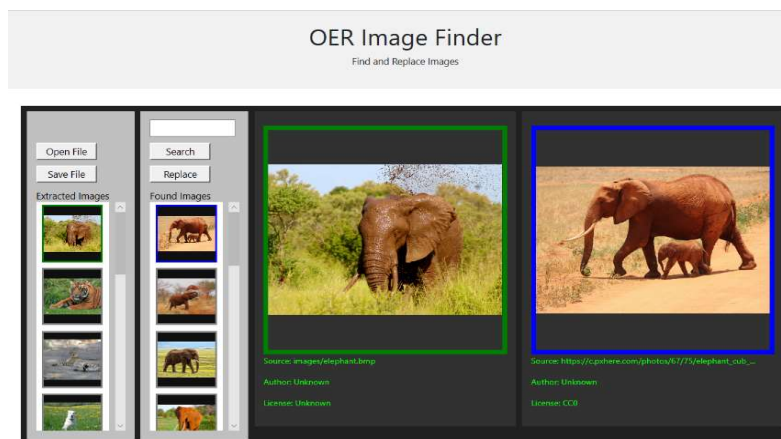 OER Image Finder
Find and Replace Images
Open File
Save File
Extracted Images
Search
Replace
Found Images
Source: images/elephant.bmp
Author: Unknown
License: Unknown
Source: https://c.pxhere.com/photos/67/75/elephant_cub_...
Author: Unknown
License: CC0